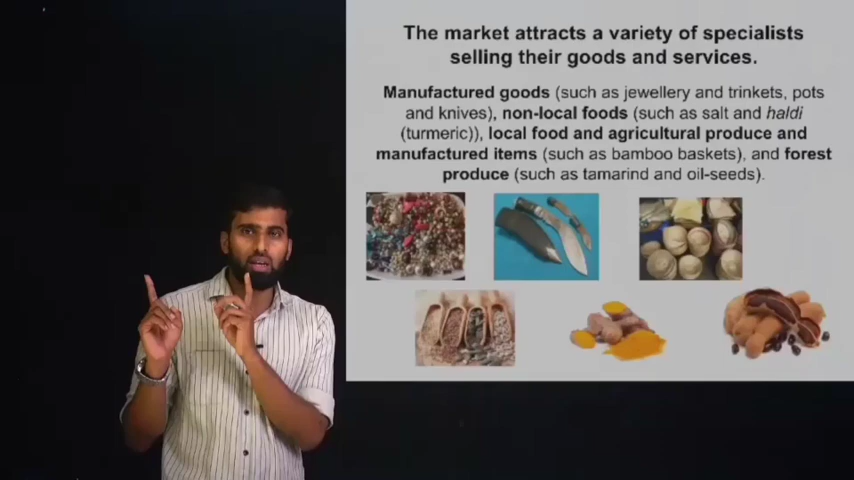 The market attracts a variety of specialists
selling their goods and services.
Manufactured goods (such as jewellery and trinkets, pots
and knives), non-local foods (such as salt and haldi
(turmeric)), local food and agricultural produce and
manufactured items (such as bamboo baskets), and forest
produce (such as tamarind and oil-seeds).